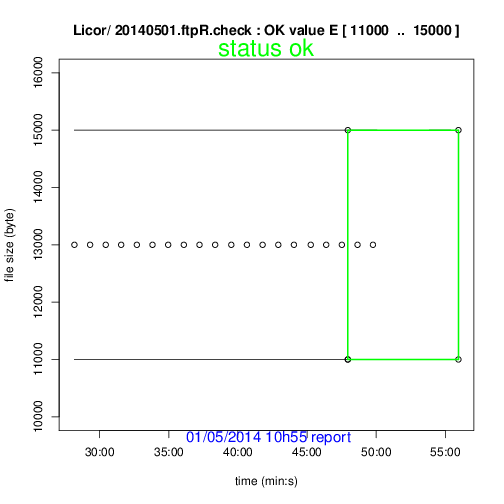 Licor/ 20140501.ftpR.check : OK value E [ 11000  ..  15000 ]
status ok
16000
15000
14000
13000
12000
11000
10000
file size (byte)
01/05/2014 10h55 report
30:00 35:00 40:00 45:00 50:00 55:00
time (min:s)